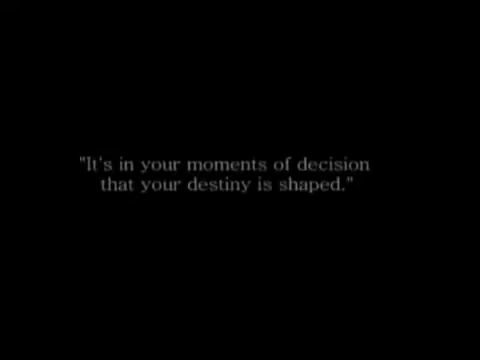 "It's in your moments of decision
that your destiny is shaped."